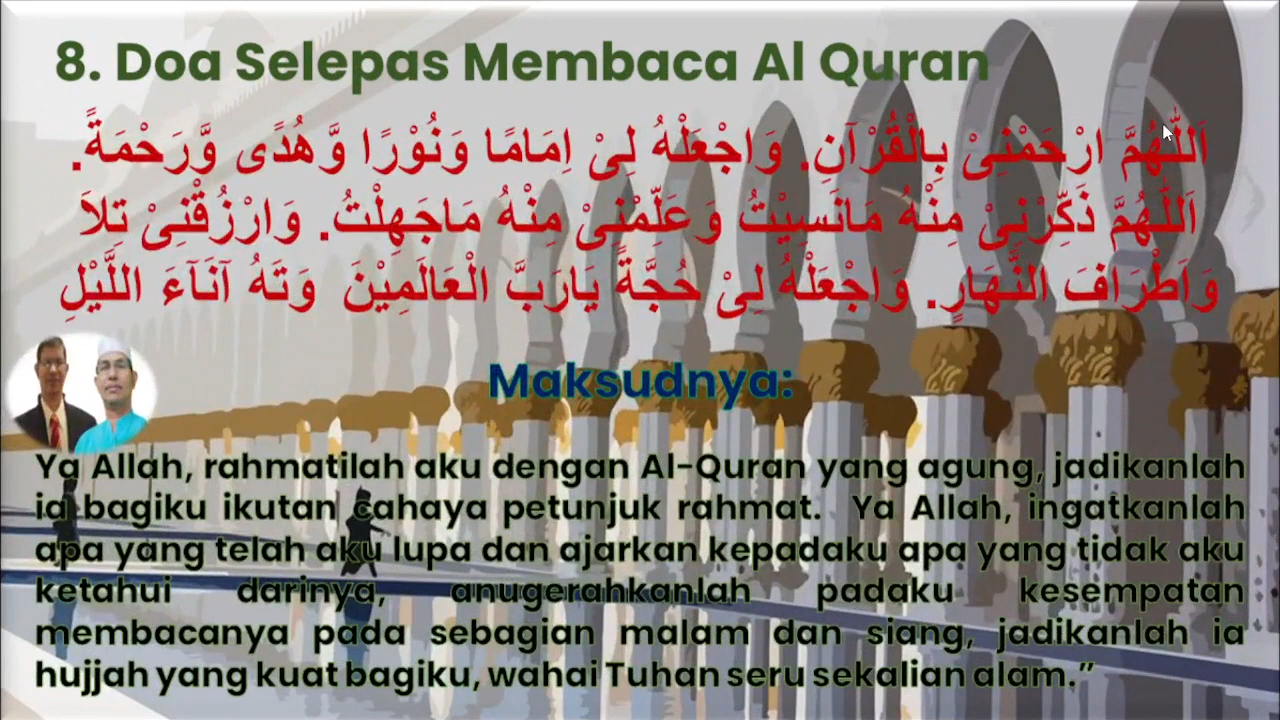 8. Doa Selepas Membaca Al Quran
اَللّٰهُمَّ ارْحَمْنِىْ بِالْقُرْآنِ. وَاجْعَلْهُ لِىْ اِمَامًا وَنُوْرًا وَّهُدًى وَّرَحْمَةً.
اَللّٰهُمَّ ذَكِّرْنِىْ مِنْهُ مَانَسِيْتُ وَعَلِّمْنِىْ مِنْهُ مَاجَهِلْتُ. وَارْزُقْنِىْ تِلاَ
وَاَطْرَافَ النَّهَارِ. وَاجْعَلْهُ لِىْ حُجَّةً يَارَبَّ الْعَالَمِيْنَ وَتَهُ آنَآءَ اللَّيْلِ
Maksudnya:
Ya Allah, rahmatilah aku dengan Al-Quran yang agung, jadikanlah
ia bagiku ikutan cahaya petunjuk rahmat. Ya Allah, ingatkanlah
apa yang telah aku lupa dan ajarkan kepadaku apa yang tidak aku
ketahui darinya, anugerahkanlah padaku kesempatan
membacanya pada sebagian malam dan siang, jadikanlah ia
hujjah yang kuat bagiku, wahai Tuhan seru sekalian alam.”